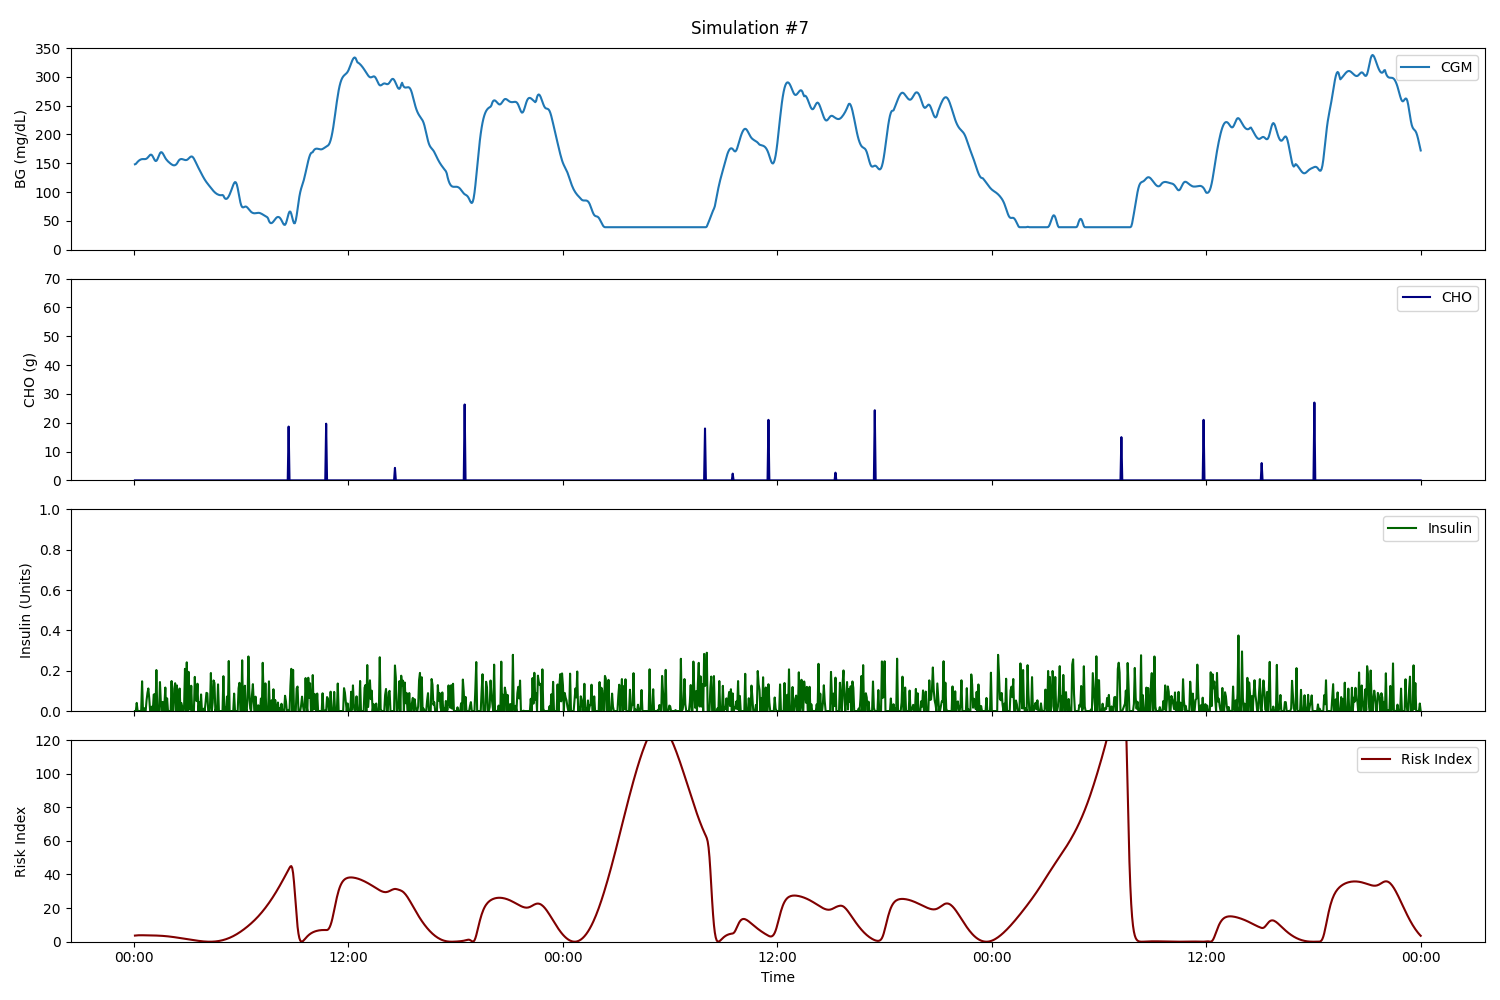 Simulation #7
350
300
250
200
150
100
50
0
BG (mg/dL)
CGM
70
60
50
40
30
20
10
0
CHO (g)
CHO
1.0
0.8
0.6
0.4
0.2
0.0
Insulin (Units)
Insulin
120
100
80
60
40
20
0
Risk Index
Risk Index
00:00 12:00 00:00 12:00 00:00 12:00 00:00
Time